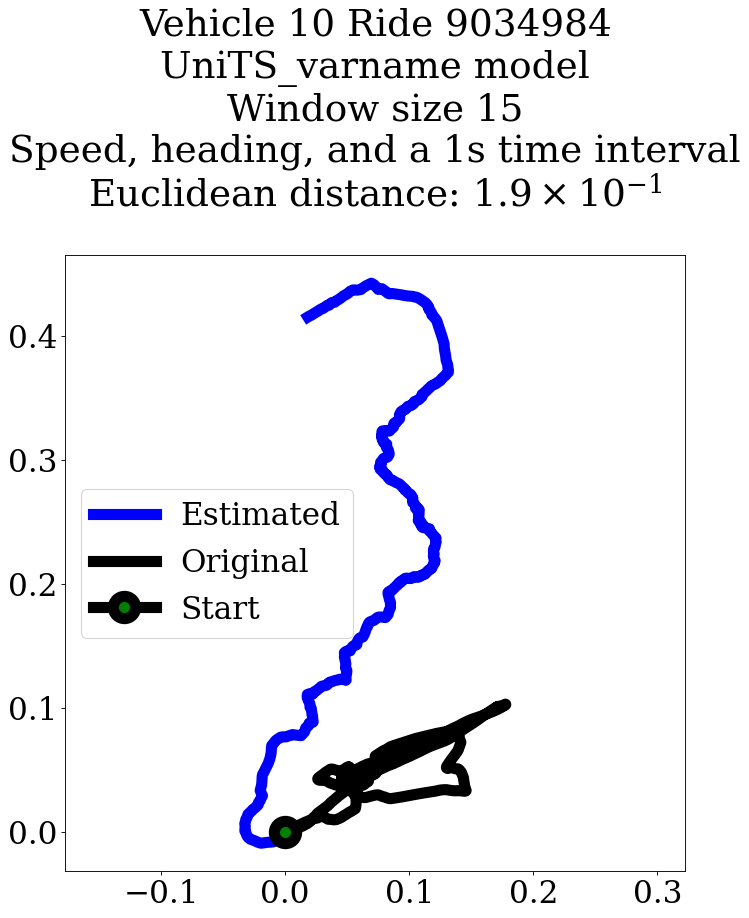 Vehicle 10 Ride 9034984
UniTS_varname model
Window size 15
Speed, heading, and a 1s time interval
Euclidean distance: 1.9 × 10⁻¹
0.4
0.3
Estimated
Original
Start
0.2
0.1
0.0
−0.1 0.0 0.1 0.2 0.3